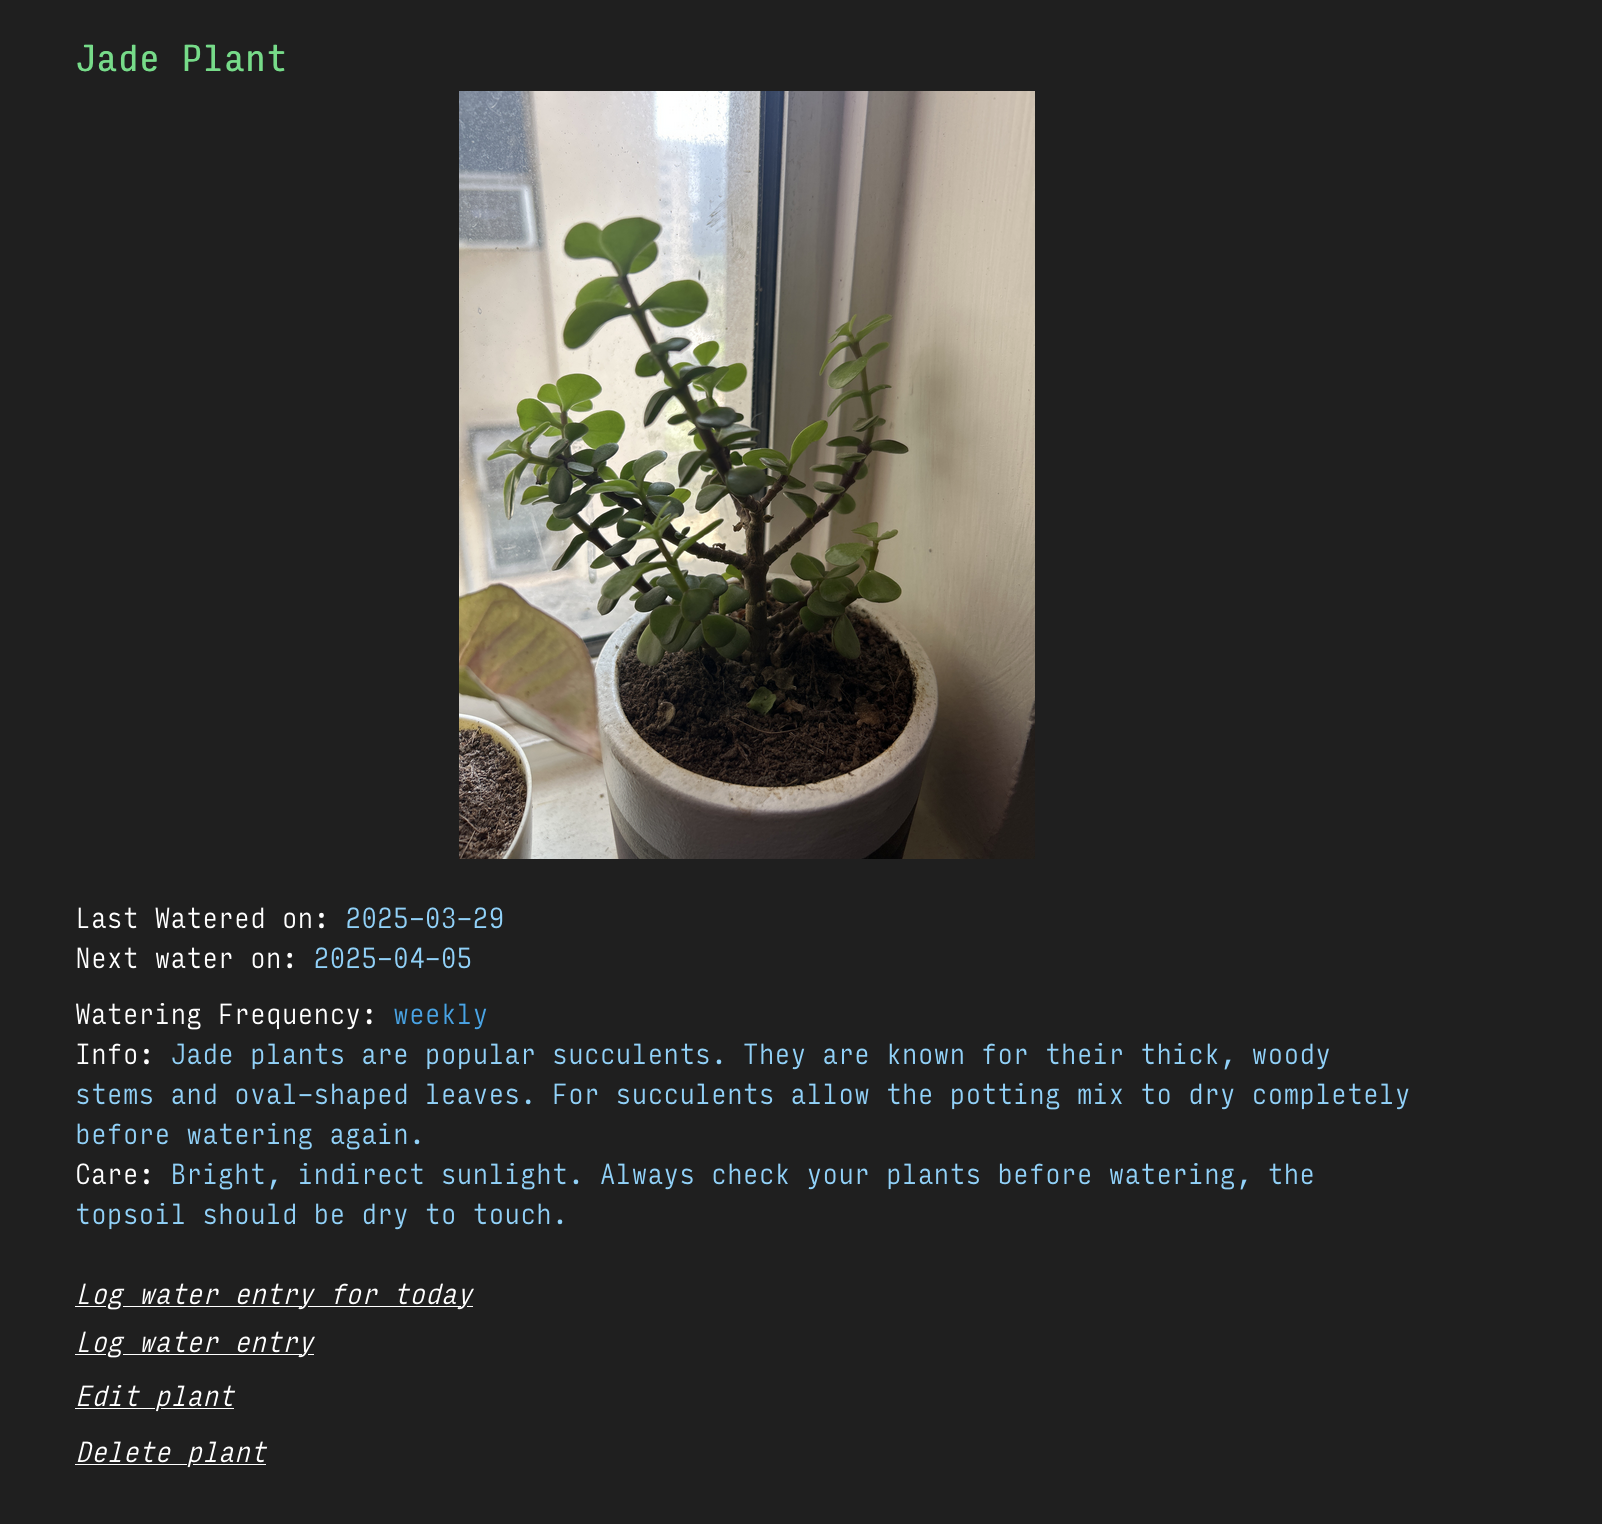 Jade Plant
Last Watered on: 2025-03-29
Next water on: 2025-04-05
Watering Frequency: weekly
Info: Jade plants are popular succulents. They are known for their thick, woody
stems and oval-shaped leaves. For succulents allow the potting mix to dry completely
before watering again.
Care: Bright, indirect sunlight. Always check your plants before watering, the
topsoil should be dry to touch.
Log water entry for today
Log water entry
Edit plant
Delete plant